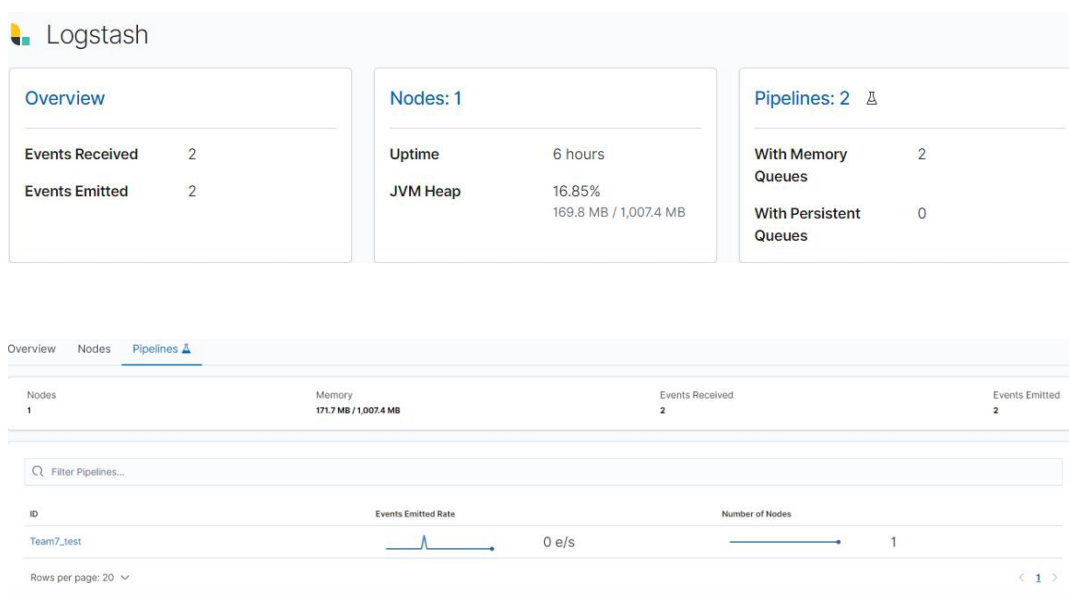 Logstash
Overview
Events Received 2
Events Emitted 2
Nodes: 1
Uptime 6 hours
JVM Heap 16.85%
169.8 MB / 1,007.4 MB
Pipelines: 2
With Memory 2
Queues
With Persistent 0
Queues
Overview Nodes Pipelines
Nodes Memory Events Received Events Emitted
1 171.7 MB / 1,007.4 MB 2 2
Filter Pipelines...
ID Events Emitted Rate Number of Nodes
Team7_test 0 e/s 1
Rows per page: 20 < 1 >